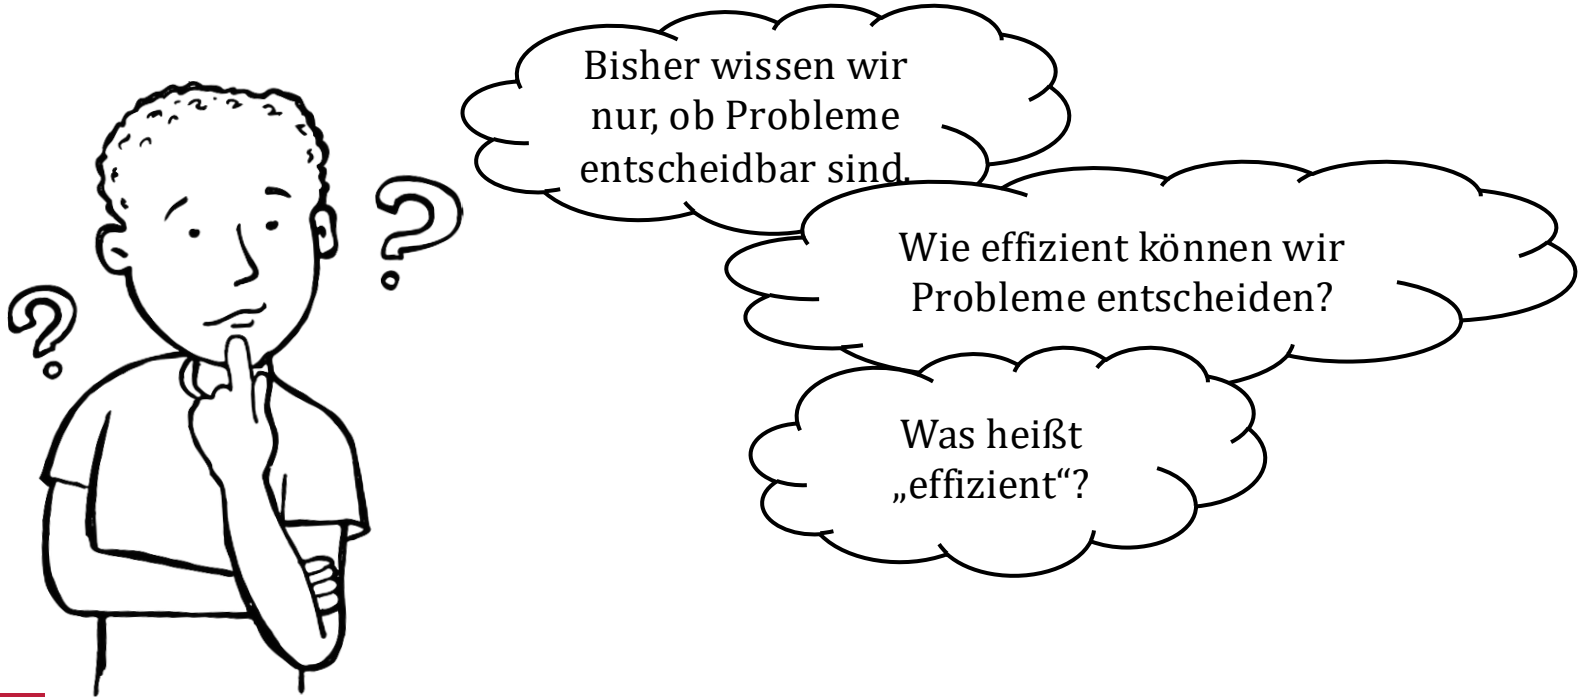 Bisher wissen wir
nur, ob Probleme
entscheidbar sind.
Wie effizient können wir
Probleme entscheiden?
Was heißt
„effizient“?